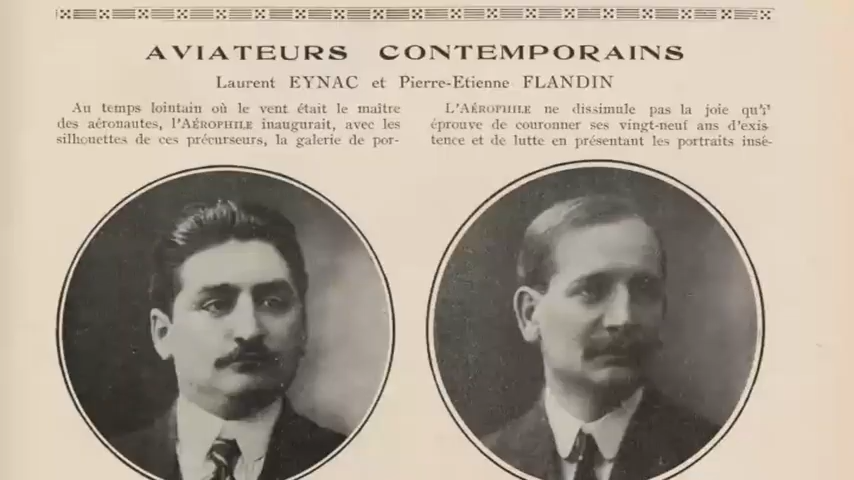 AVIATEURS CONTEMPORAINS
Laurent EYNAC et Pierre-Etienne FLANDIN
Au temps lointain où le vent était le maître
des aéronautes, l'AÉROPHILE inaugurait, avec les
silhouettes de ces précurseurs, la galerie de por-
L'AÉROPHILE ne dissimule pas la joie qu'i
éprouve de couronner ses vingt-neuf ans d'exis
tence et de lutte en présentant les portraits insé-